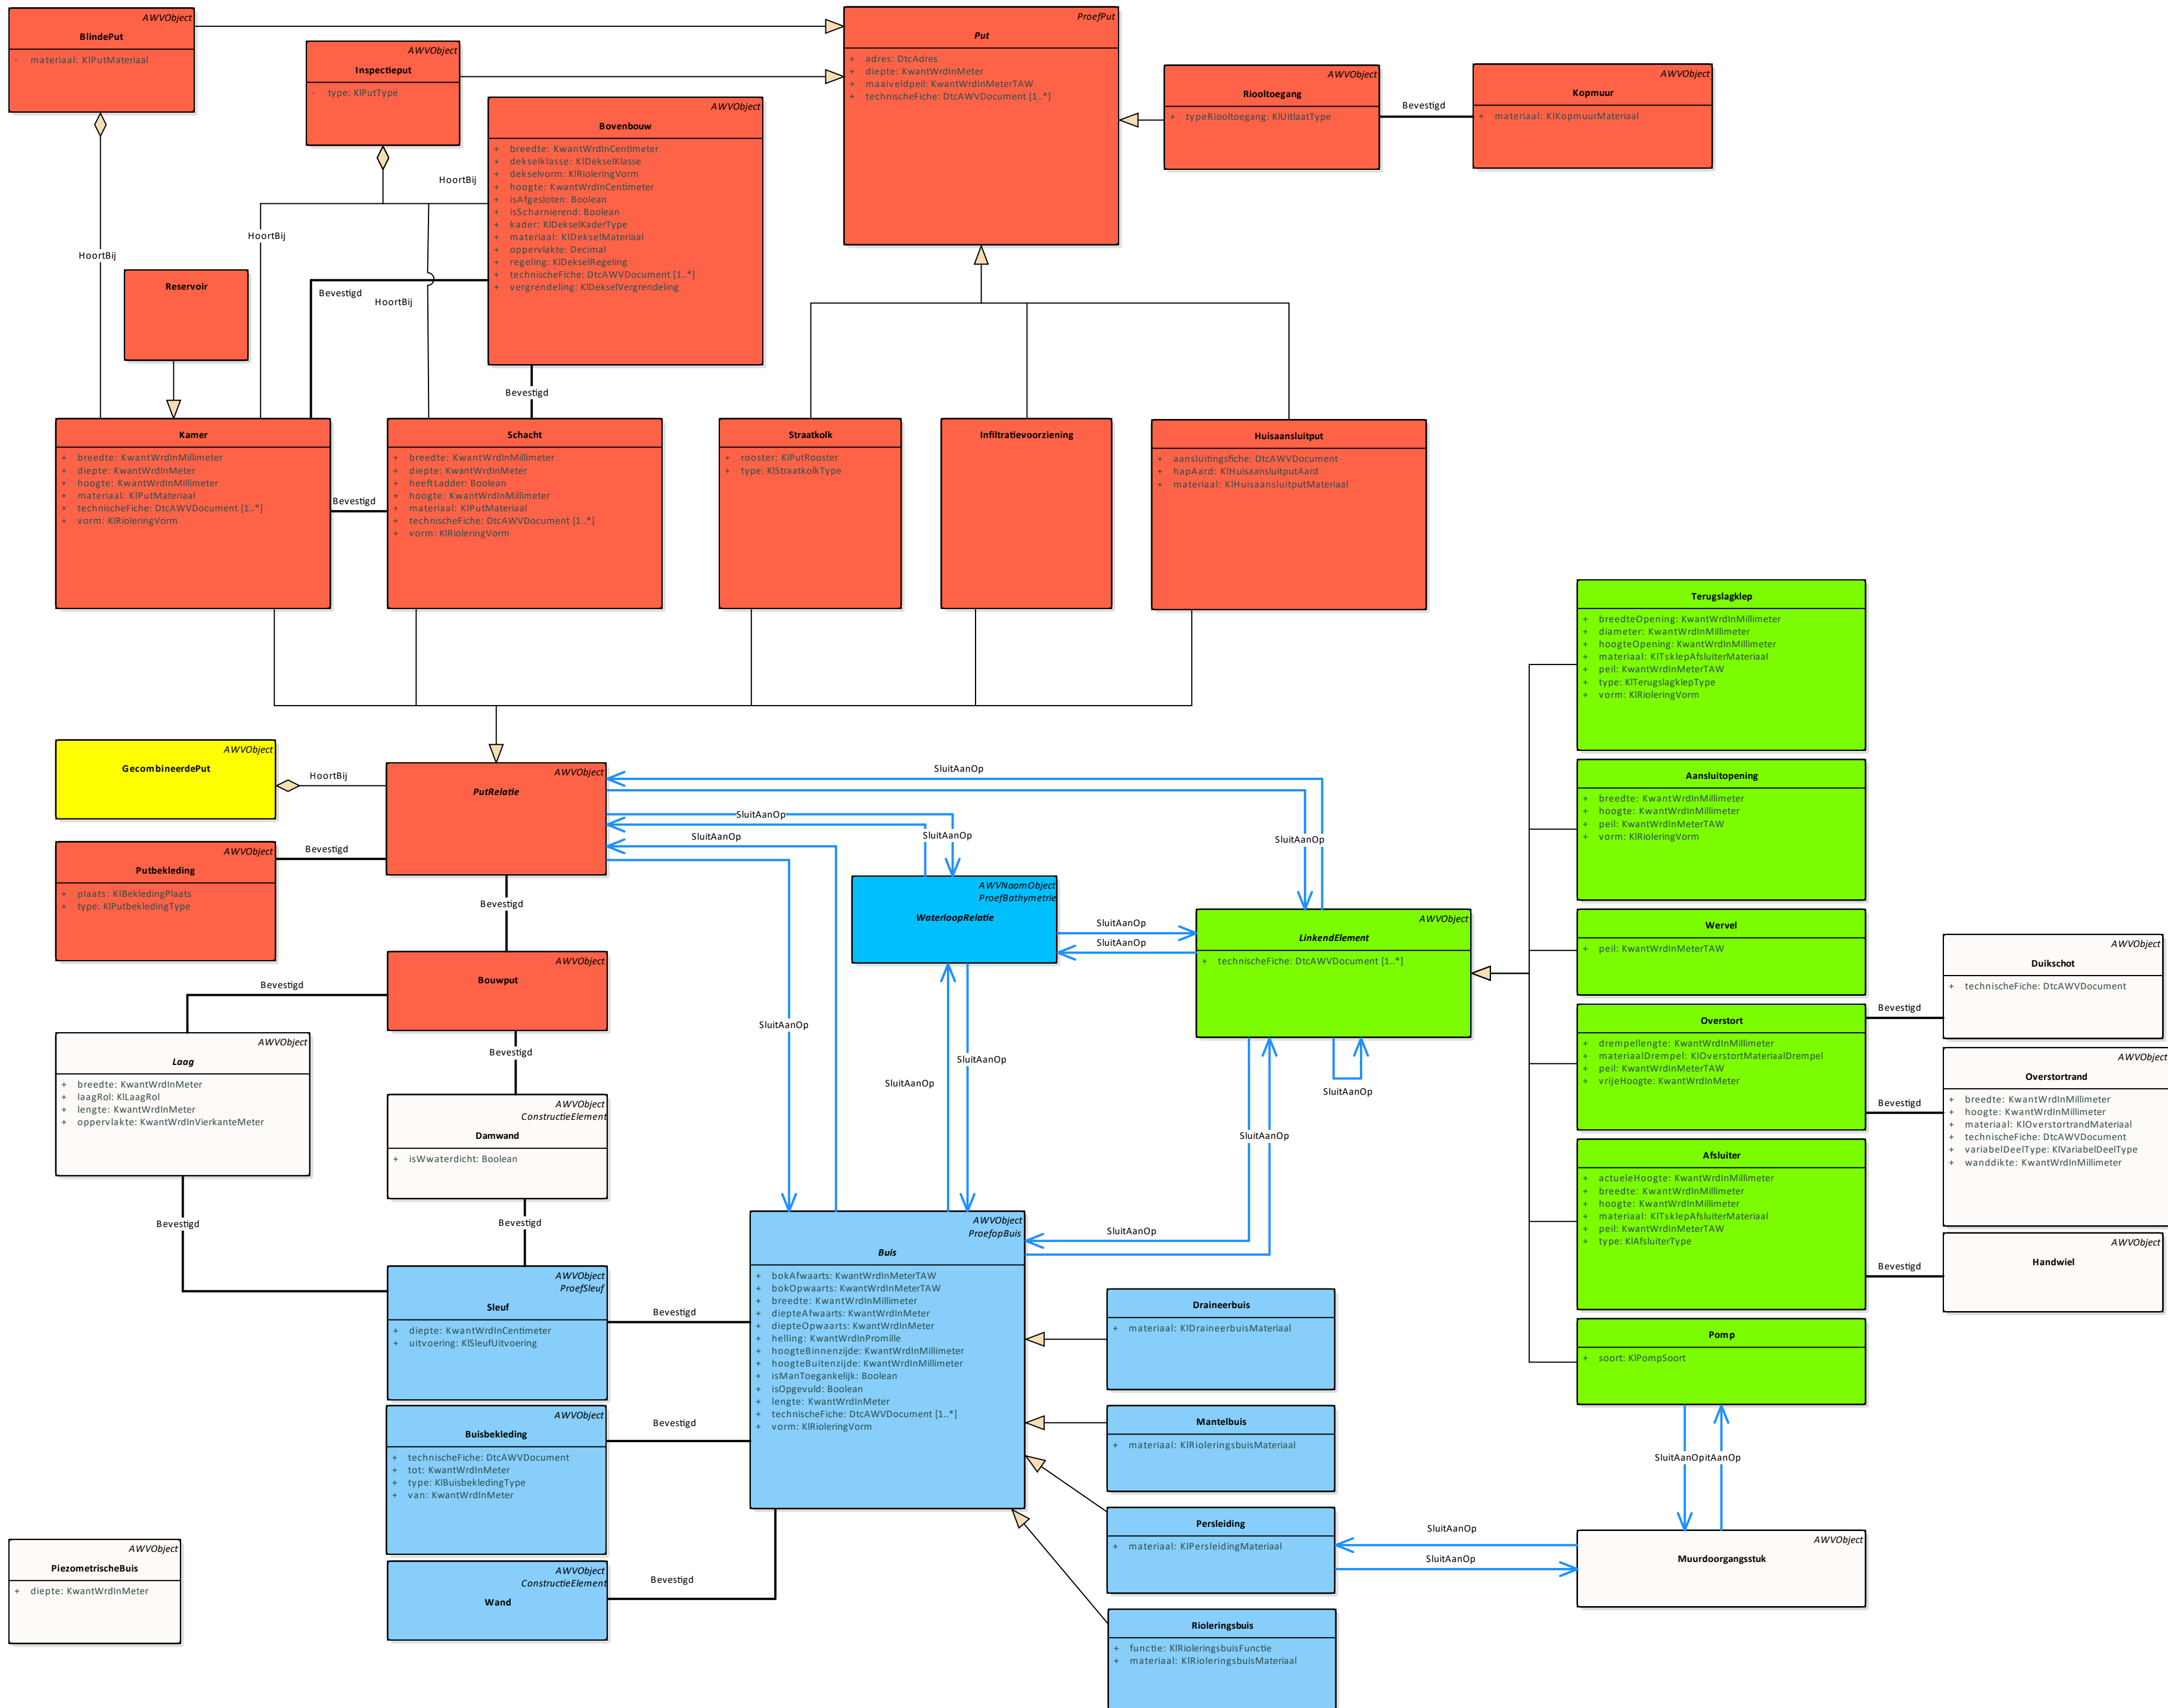 AWVObject
BlindePut
- materiaal: KlPutMateriaal
AWVObject
Inspectieput
- type: KlPutType
AWVObject
Bovenbouw
+ breedte: KwantWrdInCentimeter
+ dekselklasse: KlDekselKlasse
+ dekselvorm: KlRioleringVorm
+ hoogte: KwantWrdInCentimeter
+ isAfgesloten: Boolean
+ isScharnierend: Boolean
+ kader: KlDekselKaderType
+ materiaal: KlDekselMateriaal
+ oppervlakte: Decimal
+ regeling: KlDekselRegeling
+ technischeFiche: DtcAWVDocument [1..*]
+ vergrendeling: KlDekselVergrendeling
ProefPut
Put
+ adres: DtcAdres
+ diepte: KwantWrdInMeter
+ maaiveldpeil: KwantWrdInMeterTAW
+ technischeFiche: DtcAWVDocument [1..*]
AWVObject
Riooltoegang
+ typeRiooltoegang: KlUitlaatType
Bevestigd
AWVObject
Kopmuur
+ materiaal: KlKopmuurMateriaal
HoortBij
HoortBij
HoortBij
HoortBij
Bevestigd
Bevestigd
Reservoir
Kamer
+ breedte: KwantWrdInMillimeter
+ diepte: KwantWrdInMeter
+ hoogte: KwantWrdInMillimeter
+ materiaal: KlPutMateriaal
+ technischeFiche: DtcAWVDocument [1..*]
+ vorm: KlRioleringVorm
Bevestigd
Schacht
+ breedte: KwantWrdInMillimeter
+ diepte: KwantWrdInMeter
+ heeftLadder: Boolean
+ hoogte: KwantWrdInMillimeter
+ materiaal: KlPutMateriaal
+ technischeFiche: DtcAWVDocument [1..*]
+ vorm: KlRioleringVorm
Straatkolk
+ rooster: KlPutRooster
+ type: KlStraatkolkType
Infiltratievoorziening
Huisaansluitput
+ aansluitingsfiche: DtcAWVDocument
+ hapAard: KlHuisaansluitputAard
+ materiaal: KlHuisaansluitputMateriaal
Terugslagklep
+ breedteOpening: KwantWrdInMillimeter
+ diameter: KwantWrdInMillimeter
+ hoogteOpening: KwantWrdInMillimeter
+ materiaal: KlTsklepAfsluiterMateriaal
+ peil: KwantWrdInMeterTAW
+ type: KlTerugslagklepType
+ vorm: KlRioleringVorm
Aansluitopening
+ breedte: KwantWrdInMillimeter
+ hoogte: KwantWrdInMillimeter
+ peil: KwantWrdInMeterTAW
+ vorm: KlRioleringVorm
Wervel
+ peil: KwantWrdInMeterTAW
Overstort
+ drempellengte: KwantWrdInMillimeter
+ materiaalDrempel: KlOverstortMateriaalDrempel
+ peil: KwantWrdInMeterTAW
+ vrijeHoogte: KwantWrdInMeter
Afsluiter
+ actueleHoogte: KwantWrdInMillimeter
+ breedte: KwantWrdInMillimeter
+ hoogte: KwantWrdInMillimeter
+ materiaal: KlTsklepAfsluiterMateriaal
+ peil: KwantWrdInMeterTAW
+ type: KlAfsluiterType
Pomp
+ soort: KlPompSoort
Bevestigd
Bevestigd
Bevestigd
AWVObject
Duikschot
+ technischeFiche: DtcAWVDocument
AWVObject
Overstortrand
+ breedte: KwantWrdInMillimeter
+ hoogte: KwantWrdInMillimeter
+ materiaal: KlOverstortrandMateriaal
+ technischeFiche: DtcAWVDocument
+ variabelDeelType: KlVariabelDeelType
+ wanddikte: KwantWrdInMillimeter
AWVObject
Handwiel
AWVObject
GecombineerdePut
HoortBij
AWVObject
PutRelatie
AWVObject
Putbekleding
+ plaats: KlBekledingPlaats
+ type: KlPutbekledingType
Bevestigd
Bevestigd
SluitAanOp
SluitAanOp
SluitAanOp
SluitAanOp
SluitAanOp
AWVNaamObject
ProefBathymetrie
WaterloopRelatie
SluitAanOp
SluitAanOp
AWVObject
LinkendElement
+ technischeFiche: DtcAWVDocument [1..*]
SluitAanOp
AWVObject
Bouwput
Bevestigd
Bevestigd
AWVObject
Laag
+ breedte: KwantWrdInMeter
+ laagRol: KlLaagRol
+ lengte: KwantWrdInMeter
+ oppervlakte: KwantWrdInVierkanteMeter
AWVObject
ConstructieElement
Damwand
+ isWwaterdicht: Boolean
Bevestigd
Bevestigd
SluitAanOp
SluitAanOp
SluitAanOp
SluitAanOp
SluitAanOp
AWVObject
ProefSleuf
Sleuf
+ diepte: KwantWrdInCentimeter
+ uitvoering: KlSleufUitvoering
Bevestigd
AWVObject
ProefopBuis
Buis
+ bokAfwaarts: KwantWrdInMeterTAW
+ bokOpwaarts: KwantWrdInMeterTAW
+ breedte: KwantWrdInMillimeter
+ diepteAfwaarts: KwantWrdInMeter
+ diepteOpwaarts: KwantWrdInMeter
+ helling: KwantWrdInPromille
+ hoogteBinnenzijde: KwantWrdInMillimeter
+ hoogteBuitenzijde: KwantWrdInMillimeter
+ isManToegankelijk: Boolean
+ isOpgevuld: Boolean
+ lengte: KwantWrdInMeter
+ technischeFiche: DtcAWVDocument [1..*]
+ vorm: KlRioleringVorm
AWVObject
Buisbekleding
+ technischeFiche: DtcAWVDocument
+ tot: KwantWrdInMeter
+ type: KlBuisbekledingType
+ van: KwantWrdInMeter
Bevestigd
AWVObject
ConstructieElement
Wand
Bevestigd
AWVObject
PiezometrischeBuis
+ diepte: KwantWrdInMeter
Draineerbuis
+ materiaal: KlDraineerbuisMateriaal
Mantelbuis
+ materiaal: KlRioleringsbuisMateriaal
Persleiding
+ materiaal: KlPersleidingMateriaal
Rioleringsbuis
+ functie: KlRioleringsbuisFunctie
+ materiaal: KlRioleringsbuisMateriaal
SluitAanOp
SluitAanOp
SluitAanOpitAanOp
AWVObject
Muurdoorgangsstuk